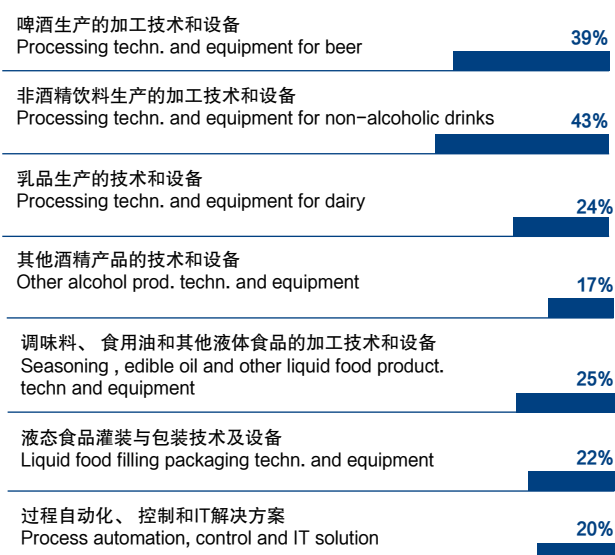 啤酒生产的加工技术和设备
Processing techn. and equipment for beer
39%
非酒精饮料生产的加工技术和设备
Processing techn. and equipment for non-alcoholic drinks
43%
乳品生产的技术和设备
Processing techn. and equipment for dairy
24%
其他酒精产品的技术和设备
Other alcohol prod. techn. and equipment
17%
调味料、 食用油和其他液体食品的加工技术和设备
Seasoning , edible oil and other liquid food product.
techn and equipment
25%
液态食品灌装与包装技术及设备
Liquid food filling packaging techn. and equipment
22%
过程自动化、 控制和IT解决方案
Process automation, control and IT solution
20%